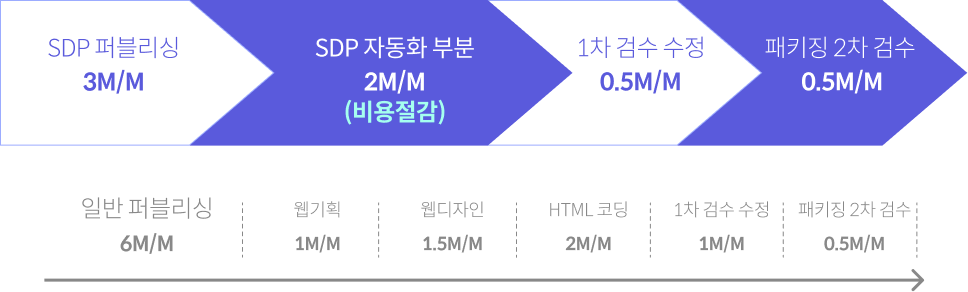 SDP 퍼블리싱
3M/M
SDP 자동화 부분
2M/M
(비용절감)
1차 검수 수정
0.5M/M
패키징 2차 검수
0.5M/M
일반 퍼블리싱
6M/M
웹기획
1M/M
웹디자인
1.5M/M
HTML 코딩
2M/M
1차 검수 수정
1M/M
패키징 2차 검수
0.5M/M